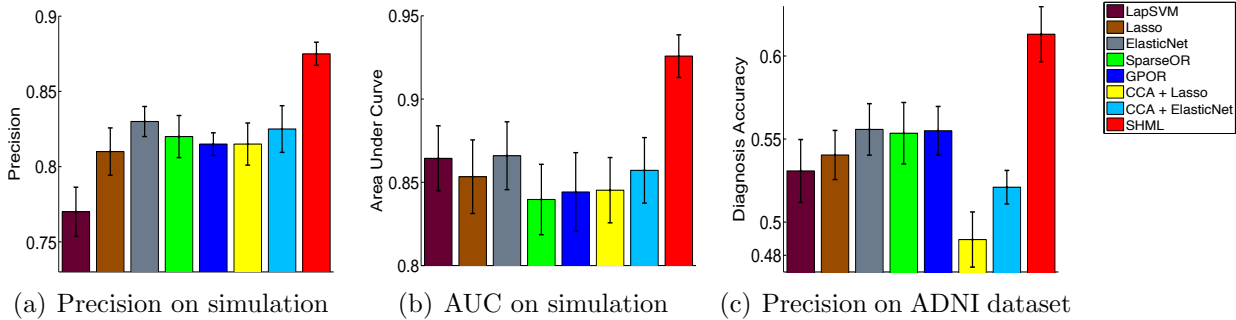 0.9
0.85
0.8
0.75
Precision
(a) Precision on simulation
0.95
0.9
0.85
0.8
Area Under Curve
(b) AUC on simulation
0.6
0.55
0.5
0.48
Diagnosis Accuracy
(c) Precision on ADNI dataset
LapSVM
Lasso
ElasticNet
SparseOR
GPOR
CCA + Lasso
CCA + ElasticNet
SHML